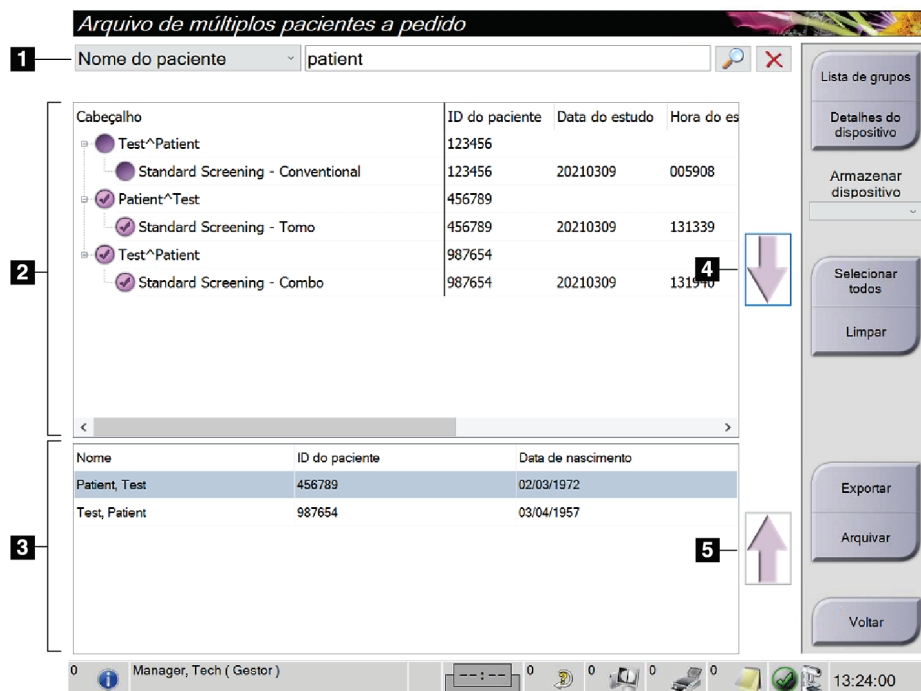 Arquivo de múltiplos pacientes a pedido
1
Nome do paciente
patient
2
Cabeçalho ID do paciente Data do estudo Hora do es
Test^Patient 123456
Standard Screening - Conventional 123456 20210309 005908
Patient^Test 456789
Standard Screening - Tomo 456789 20210309 131339
Test^Patient 987654
Standard Screening - Combo 987654 20210309 131940
4
3
Nome ID do paciente Data de nascimento
Patient, Test 456789 02/03/1972
Test, Patient 987654 03/04/1957
5
Lista de grupos
Detalhes do
dispositivo
Armazenar
dispositivo
Selecionar
todos
Limpar
Exportar
Arquivar
Voltar
0 Manager, Tech ( Gestor ) --:-- 0 0 0 0 13:24:00